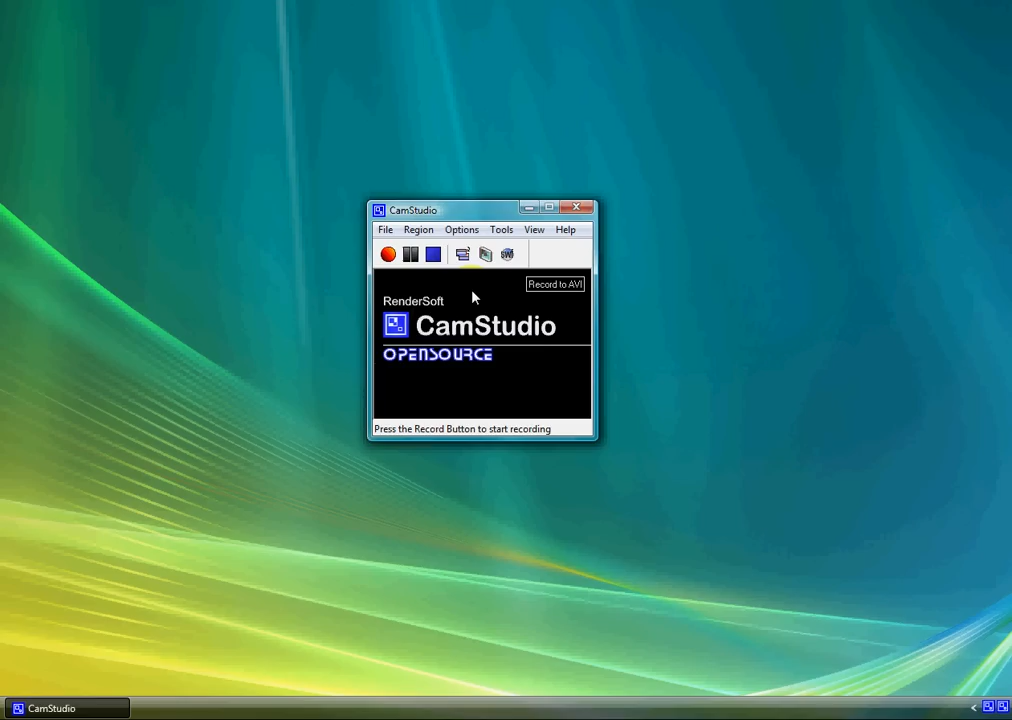 CamStudio
File Region Options Tools View Help
SWF
Record to AVI
RenderSoft
CamStudio
OPENSOURCE
Press the Record Button to start recording
CamStudio